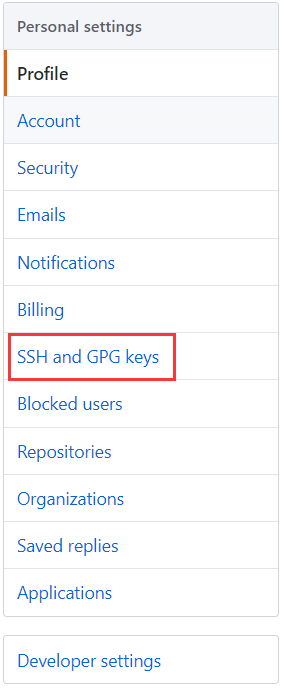 Personal settings
Profile
Account
Security
Emails
Notifications
Billing
SSH and GPG keys
Blocked users
Repositories
Organizations
Saved replies
Applications
Developer settings